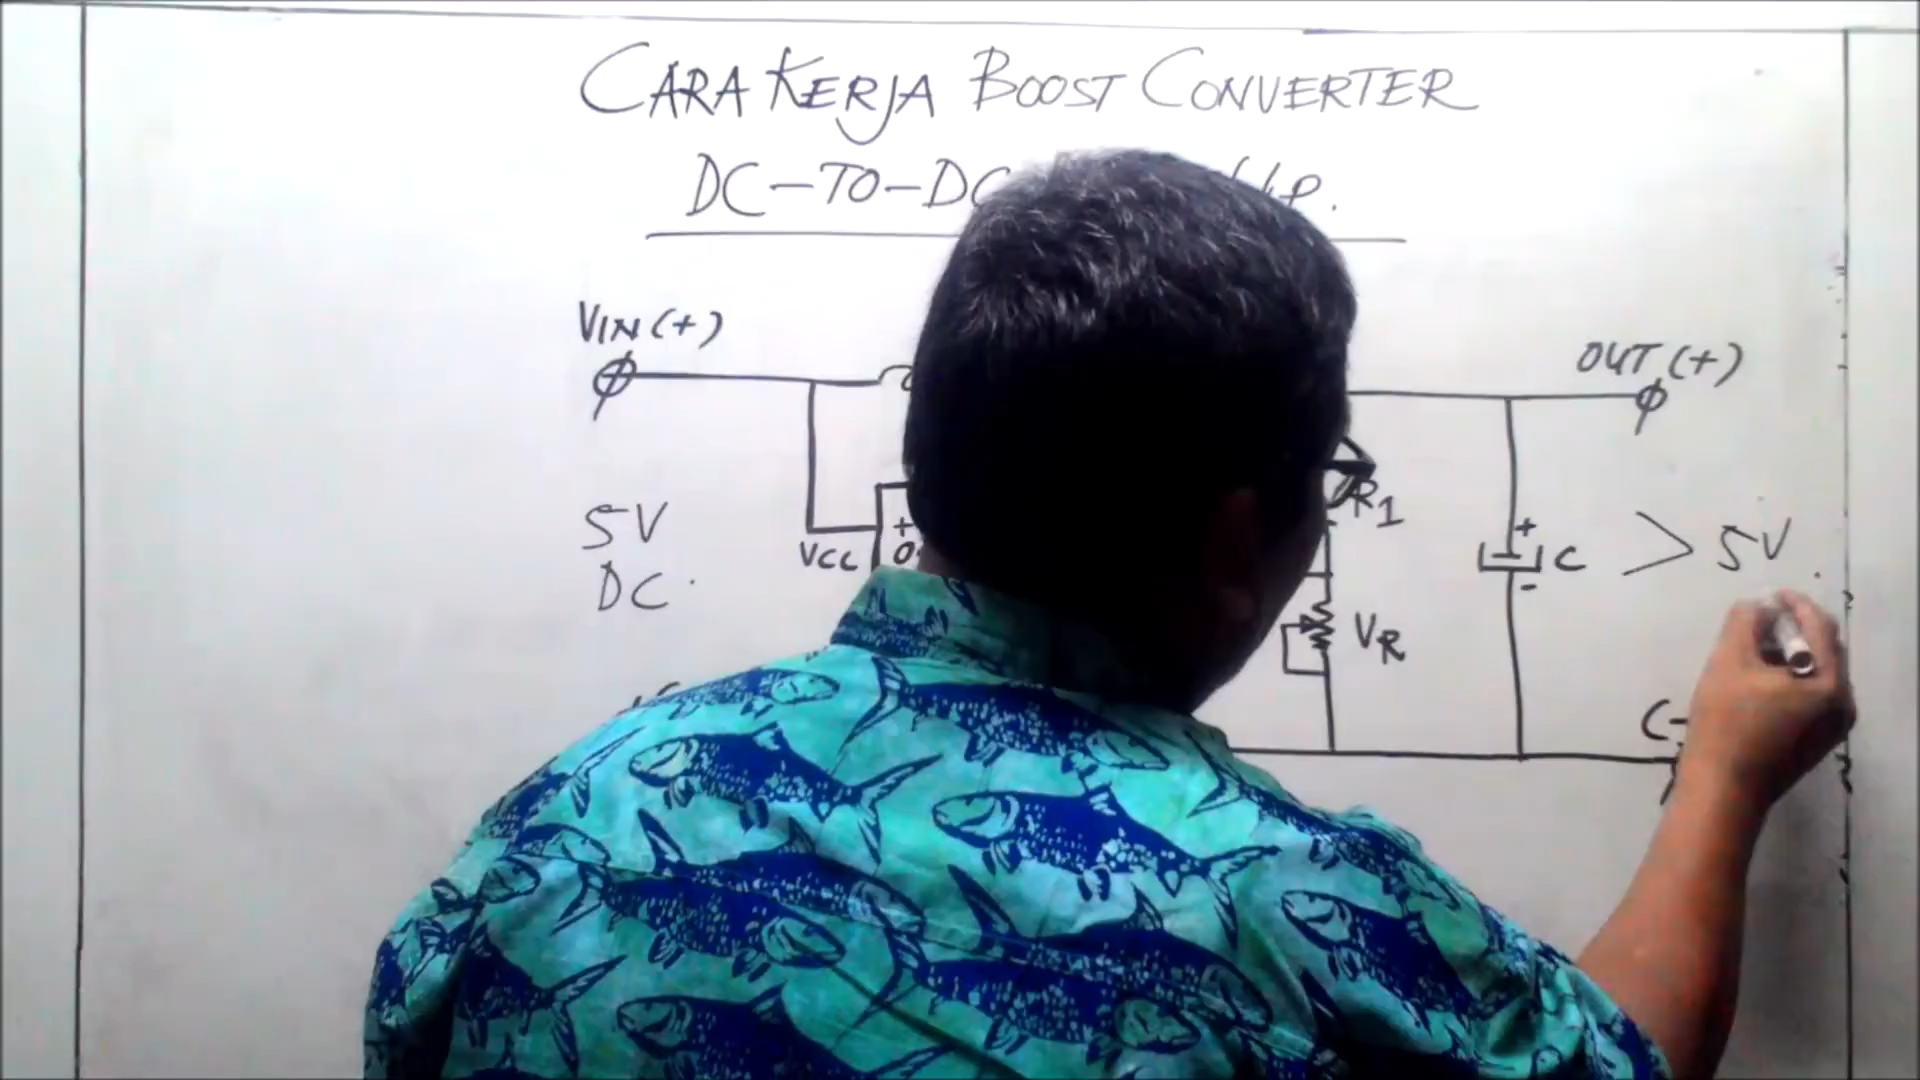 CARA KERJA BOOST CONVERTER
DC-TO-DC
VIN (+)
OUT (+)
R1
5V
DC.
VCC
+
+
C
-
> 5V
VR
(-